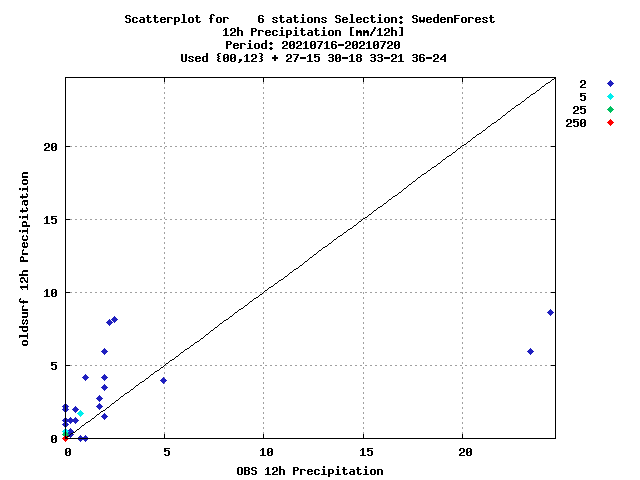 Scatterplot for    6 stations Selection: SwedenForest
12h Precipitation [mm/12h]
Period: 20210716-20210720
Used {00,12} + 27-15 30-18 33-21 36-24
2
5
25
250
20
15
10
5
0
oldsurf 12h Precipitation
0 5 10 15 20
OBS 12h Precipitation